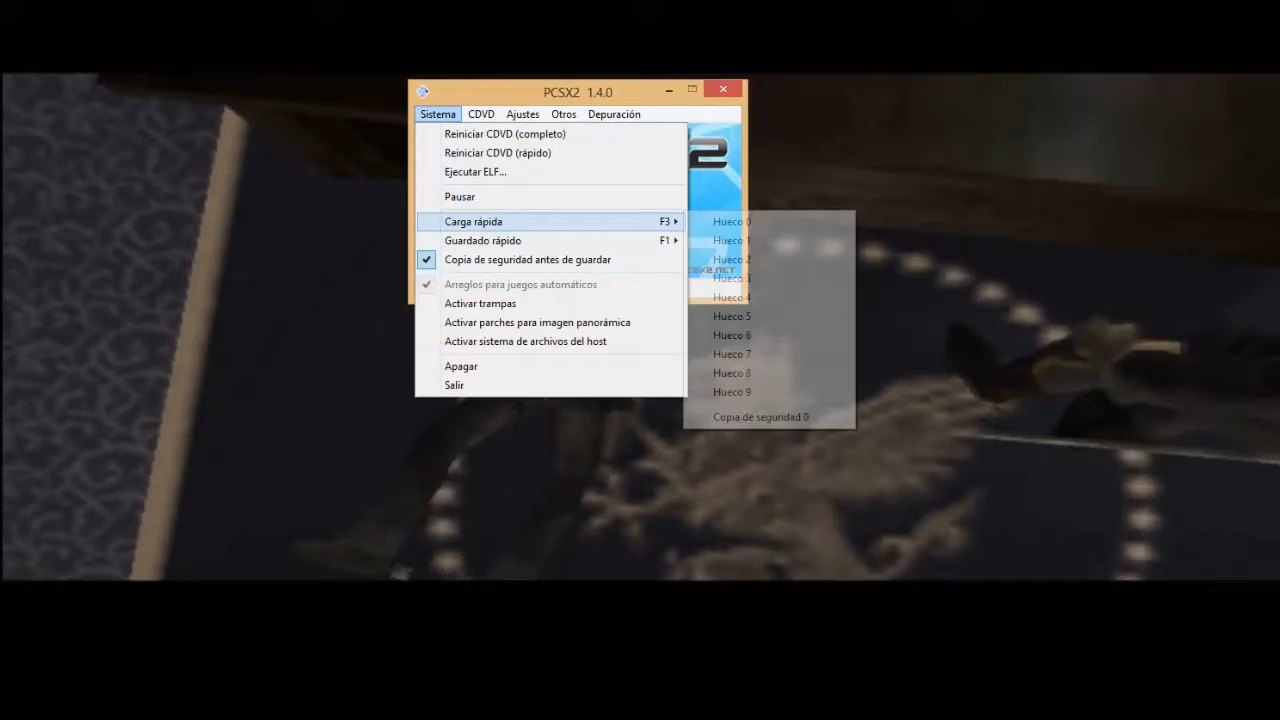 PCSX2 1.4.0
Sistema CDVD Ajustes Otros Depuración
Reiniciar CDVD (completo)
Reiniciar CDVD (rápido)
Ejecutar ELF...
Pausar
Carga rápida F3
Guardado rápido F1
Copia de seguridad antes de guardar
Arreglos para juegos automáticos
Activar trampas
Activar parches para imagen panorámica
Activar sistema de archivos del host
Apagar
Salir
Hueco 0
Hueco 1
Hueco 2
Hueco 3
Hueco 4
Hueco 5
Hueco 6
Hueco 7
Hueco 8
Hueco 9
Copia de seguridad 0
2